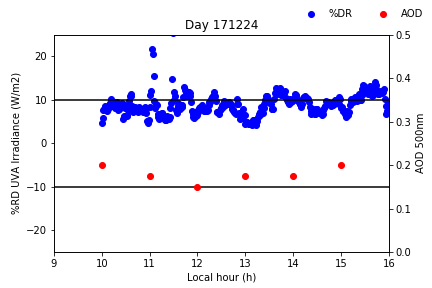 %DR AOD
Day 171224
%RD UVA Irradiance (W/m2)
20
10
0
−10
−20
0.5
0.4
0.3
0.2
0.1
0.0
AOD 500nm
9 10 11 12 13 14 15 16
Local hour (h)